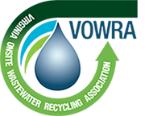 VOWRA
VIRGINIA ONSITE WASTEWATER RECYCLING ASSOCIATION